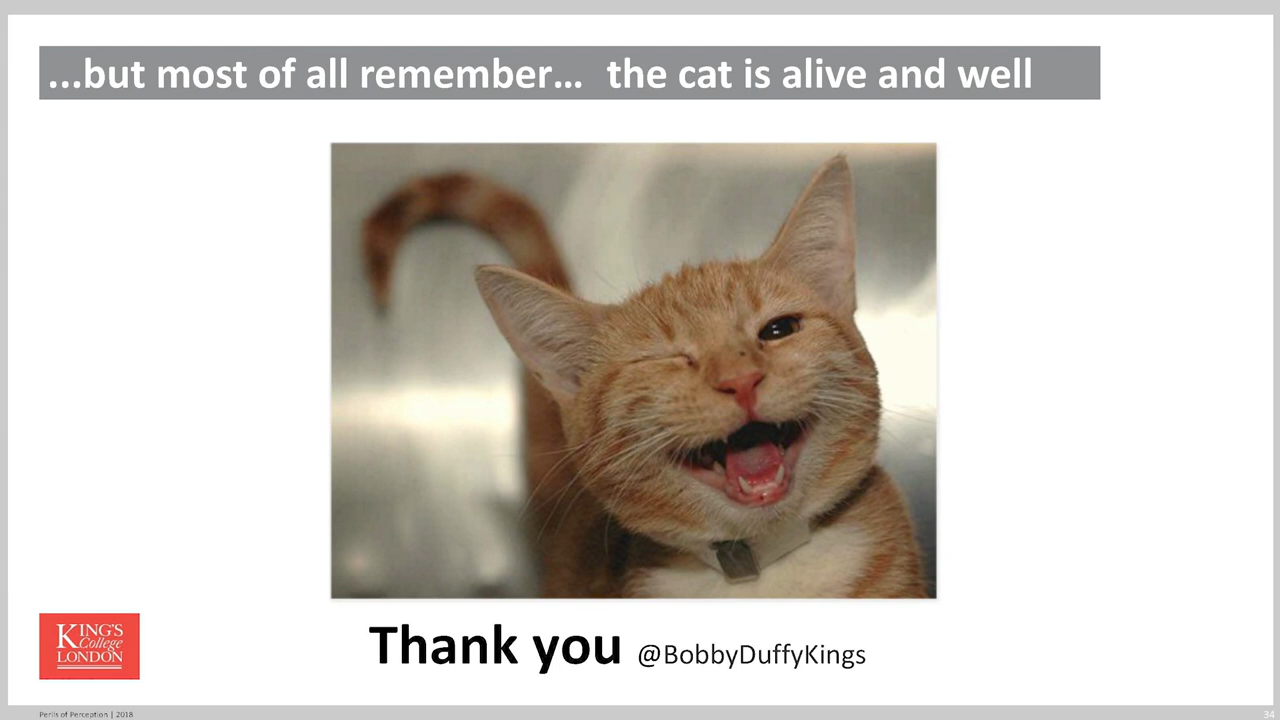 ...but most of all remember... the cat is alive and well
KING'S
College
LONDON
Thank you @BobbyDuffyKings
Perils of Perception | 2018
34